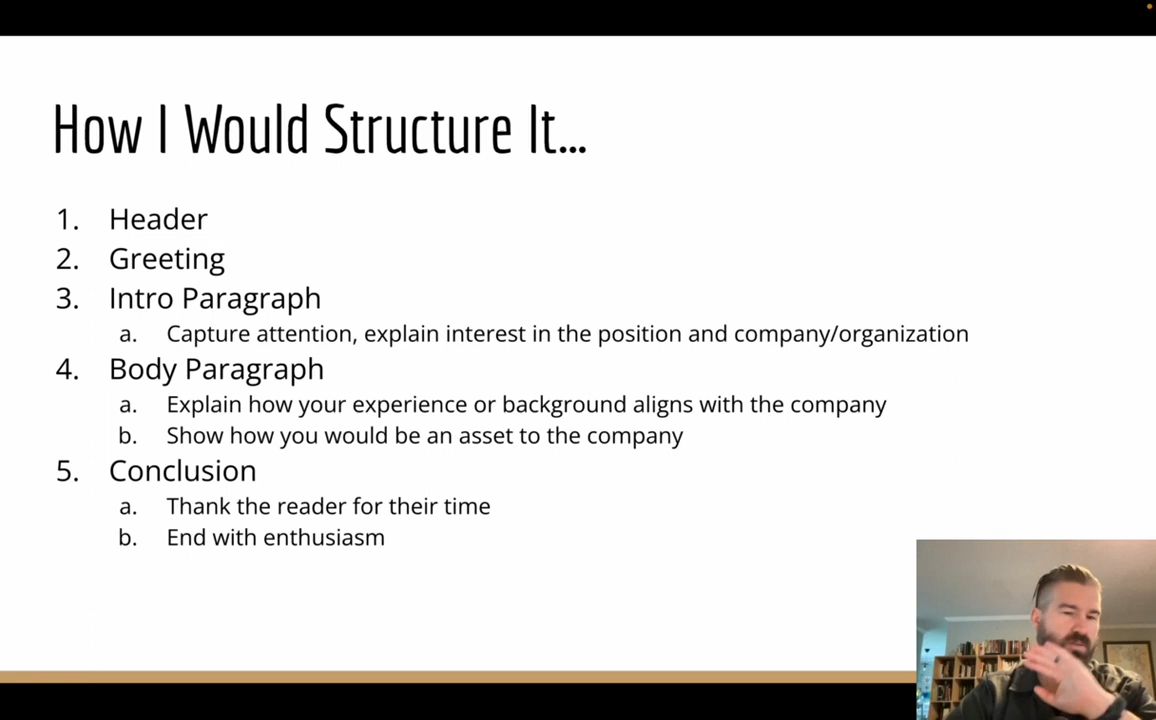 How I Would Structure It...
1. Header
2. Greeting
3. Intro Paragraph
a. Capture attention, explain interest in the position and company/organization
4. Body Paragraph
a. Explain how your experience or background aligns with the company
b. Show how you would be an asset to the company
5. Conclusion
a. Thank the reader for their time
b. End with enthusiasm